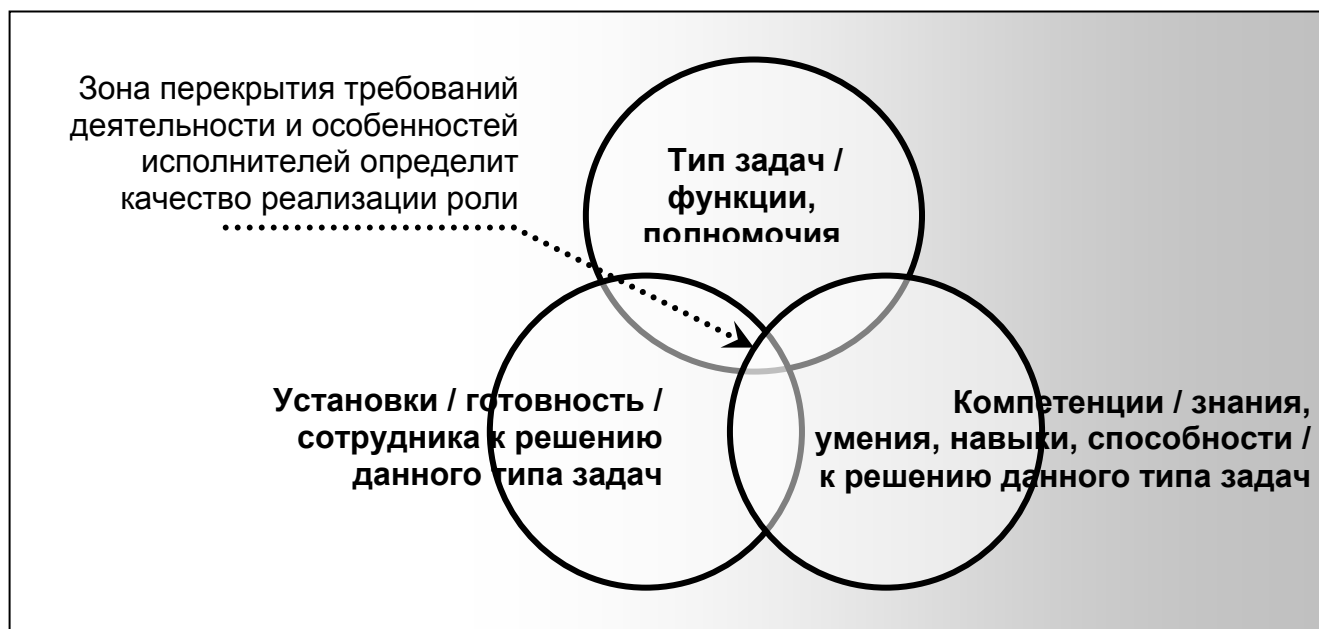 Зона перекрытия требований
деятельности и особенностей
исполнителей определит
качество реализации роли
Тип задач /
функции,
полномочия
Установки / готовность /
сотрудника к решению
данного типа задач
Компетенции / знания,
умения, навыки, способности /
к решению данного типа задач